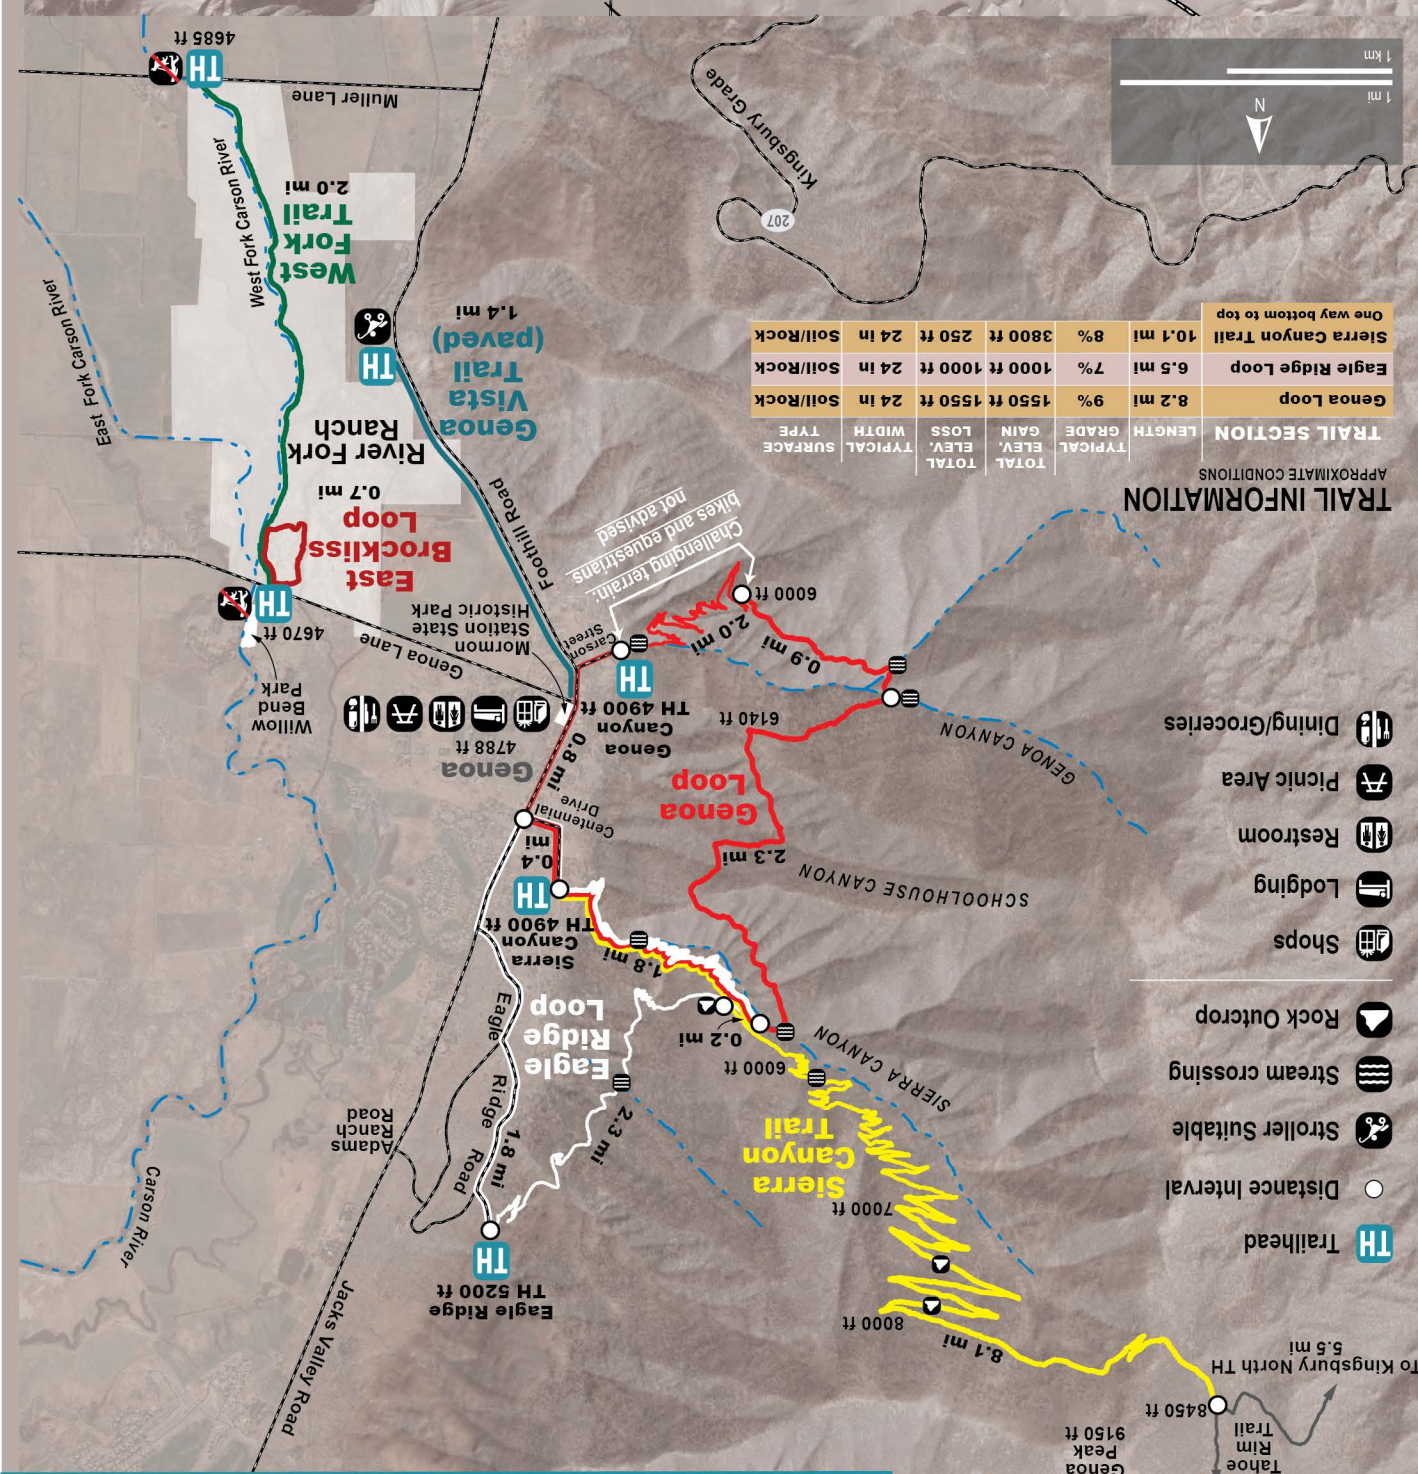 Tahoe
Rim
Trail
Genoa
Peak
9150 ft
8450 ft
To Kingsbury North TH
5.5 mi
8.1 mi
8000 ft
7000 ft
Sierra
Canyon
Trail
6000 ft
SIERRA CANYON
0.2 mi
1.8 mi
Jacks Valley Road
Eagle Ridge
TH 5200 ft
TH
Eagle Ridge Road
1.8 mi
2.3 mi
Adams
Ranch
Road
Carson River
Eagle
Ridge
Loop
Sierra
Canyon
TH 4900 ft
TH
0.4
mi
Centennial
Drive
SCHOOLHOUSE CANYON
2.3 mi
Genoa
Loop
6140 ft
GENOA CANYON
0.8 mi
Genoa
4788 ft
Genoa
Canyon
TH 4900 ft
TH
Carson
Street
Willow
Bend
Park
Genoa Lane
Mormon
Station State
Historic Park
4670 ft
TH
0.9 mi
2.0 mi
6000 ft
Challenging terrain:
bikes and equestrians
not advised
East
Brockliss
Loop
0.7 mi
River Fork
Ranch
Foothill Road
Genoa
Vista
Trail
(paved)
1.4 mi
TH
East Fork Carson River
West Fork Carson River
West
Fork
Trail
2.0 mi
Muller Lane
TH
4685 ft
207
Kingsbury Grade
TH Trailhead
Distance Interval
Stroller Suitable
Stream crossing
Rock Outcrop
Shops
Lodging
Restroom
Picnic Area
Dining/Groceries
TRAIL INFORMATION
APPROXIMATE CONDITIONS
TRAIL SECTION LENGTH TYPICAL GRADE TOTAL ELEV. GAIN TOTAL ELEV. LOSS TYPICAL WIDTH SURFACE TYPE
Genoa Loop 8.2 mi 9% 1550 ft 1550 ft 24 in Soil/Rock
Eagle Ridge Loop 6.5 mi 7% 1000 ft 1000 ft 24 in Soil/Rock
Sierra Canyon Trail 10.1 mi 8% 3800 ft 250 ft 24 in Soil/Rock
One way bottom to top
N
1 mi
1 km